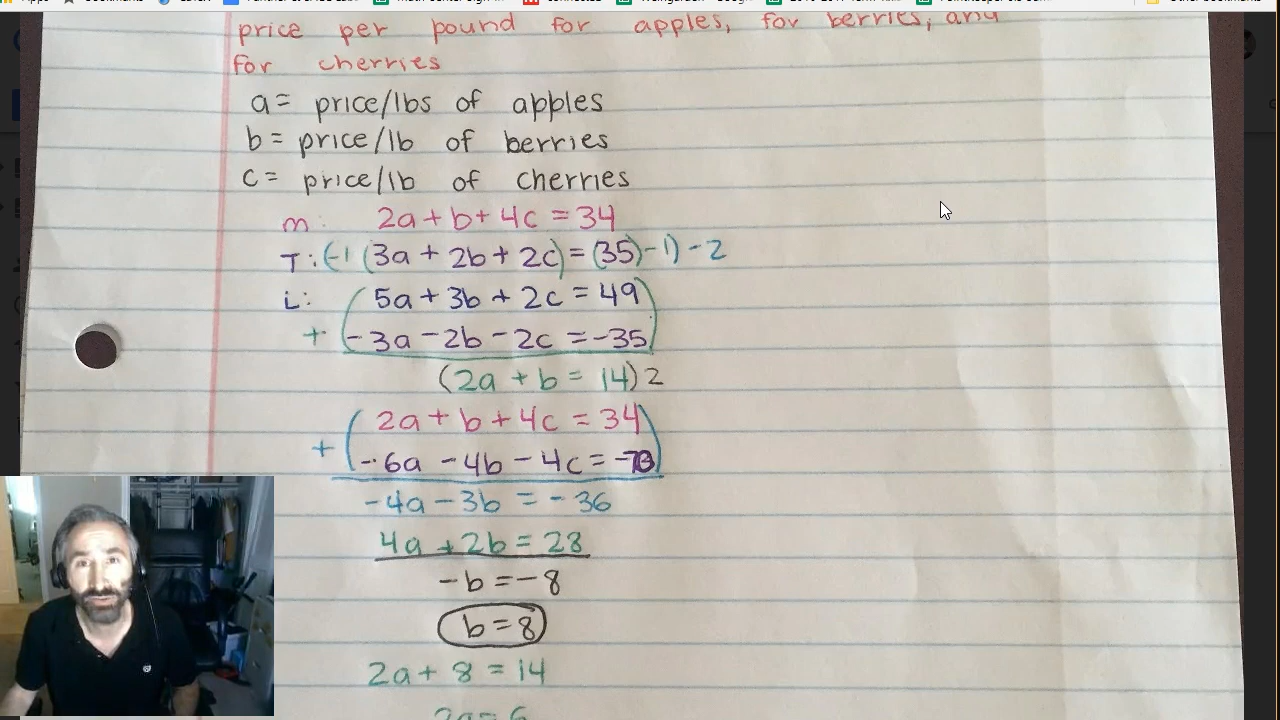 price per pound for apples, for berries, and
for cherries
a = price/lbs of apples
b = price/lb of berries
c = price/lb of cherries
m: 2a + b + 4c = 34
T: (-1 (3a + 2b + 2c) = (35) -1) -2
L: 5a + 3b + 2c = 49
+ -3a - 2b - 2c = -35
(2a + b = 14) 2
2a + b + 4c = 34
+ -6a - 4b - 4c = -70
-4a - 3b = -36
4a + 2b = 28
-b = -8
b = 8
2a + 8 = 14
2a = 6